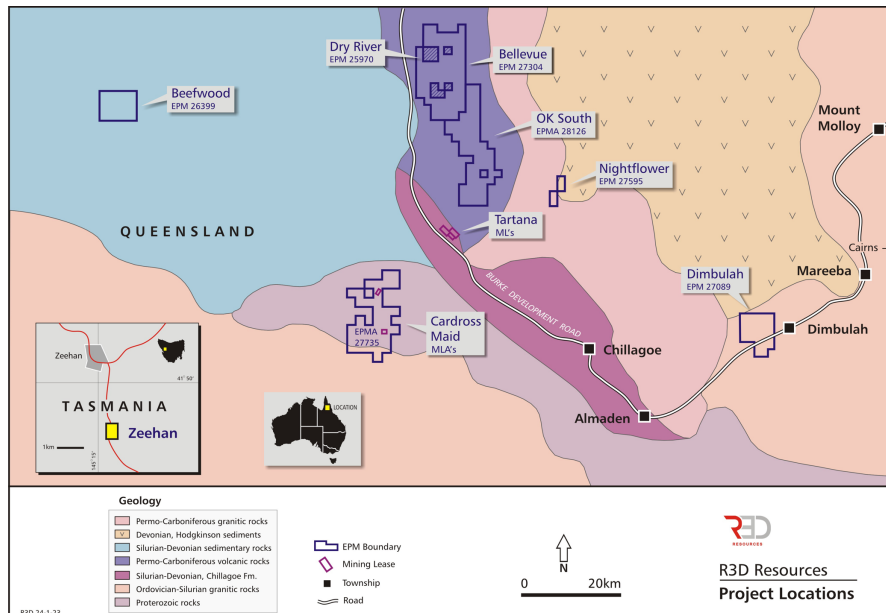 Dry River
EPM 25970
Bellevue
EPM 27304
Beefwood
EPM 26399
OK South
EPMA 28126
Mount
Molloy
Nightflower
EPM 27595
QUEENSLAND
Tartana
ML's
Cairns
Mareeba
Dimbulah
EPM 27089
BURKE DEVELOPMENT ROAD
EPMA
27735
Cardross
Maid
MLA's
Dimbulah
Chillagoe
Almaden
Zeehan
41° 50'
TASMANIA
Zeehan
1km
145° 15'
LOCATION
Geology
Permo-Carboniferous granitic rocks
Devonian, Hodgkinson sediments
Silurian-Devonian sedimentary rocks
Permo-Carboniferous volcanic rocks
Silurian-Devonian, Chillagoe Fm.
Ordovician-Silurian granitic rocks
Proterozoic rocks
EPM Boundary
Mining Lease
Township
Road
N
0 20km
R3D
RESOURCES
R3D Resources
Project Locations
R3D 24-1-23